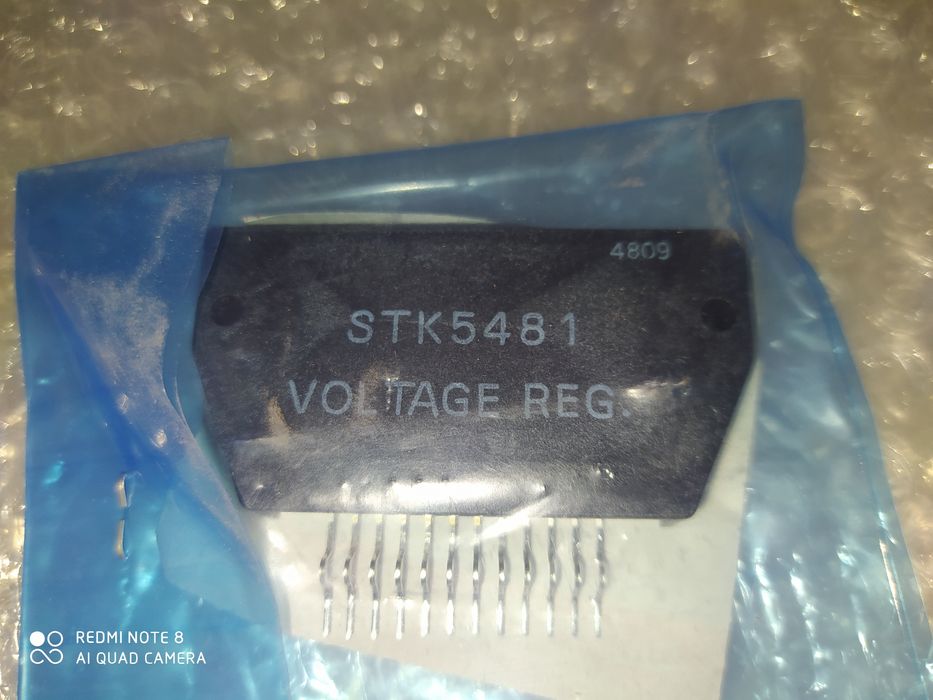 4809
STK5481
VOLTAGE REG.
REDMI NOTE 8
AI QUAD CAMERA